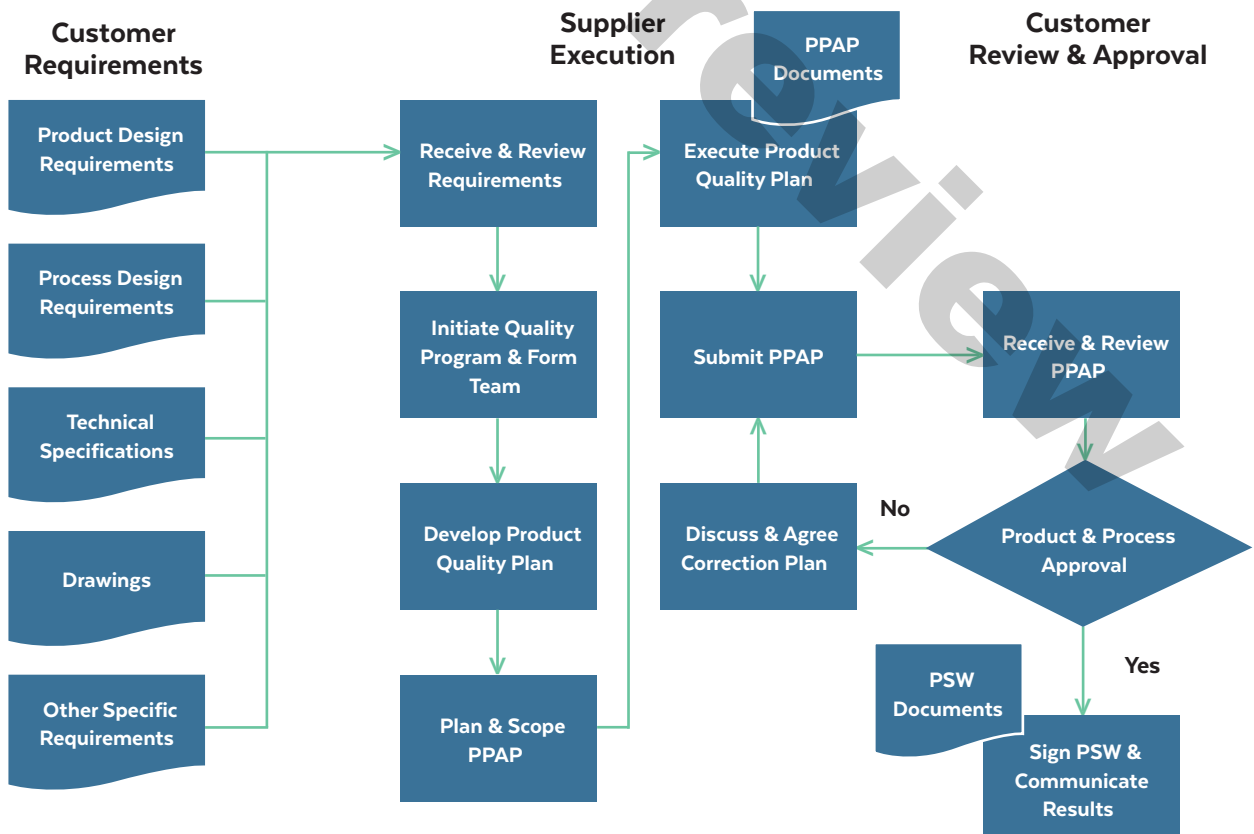 Customer
Requirements
Product Design
Requirements
Process Design
Requirements
Technical
Specifications
Drawings
Other Specific
Requirements
Supplier
Execution
Receive & Review
Requirements
Initiate Quality
Program & Form
Team
Develop Product
Quality Plan
Plan & Scope
PPAP
PPAP
Documents
Execute Product
Quality Plan
Submit PPAP
Discuss & Agree
Correction Plan
Customer
Review & Approval
Receive & Review
PPAP
Product & Process
Approval
No
Yes
PSW
Documents
Sign PSW &
Communicate
Results
review